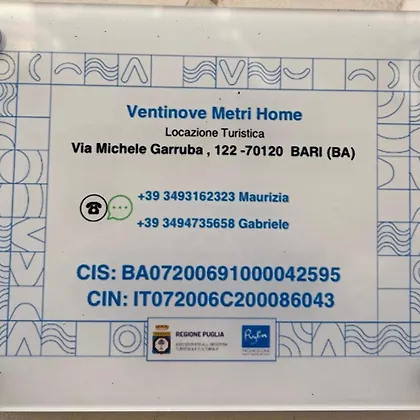 Ventinove Metri Home
Locazione Turistica
Via Michele Garruba , 122 -70120 BARI (BA)
+39 3493162323 Maurizia
+39 3494735658 Gabriele
CIS: BA07200691000042595
CIN: IT072006C200086043
REGIONE PUGLIA